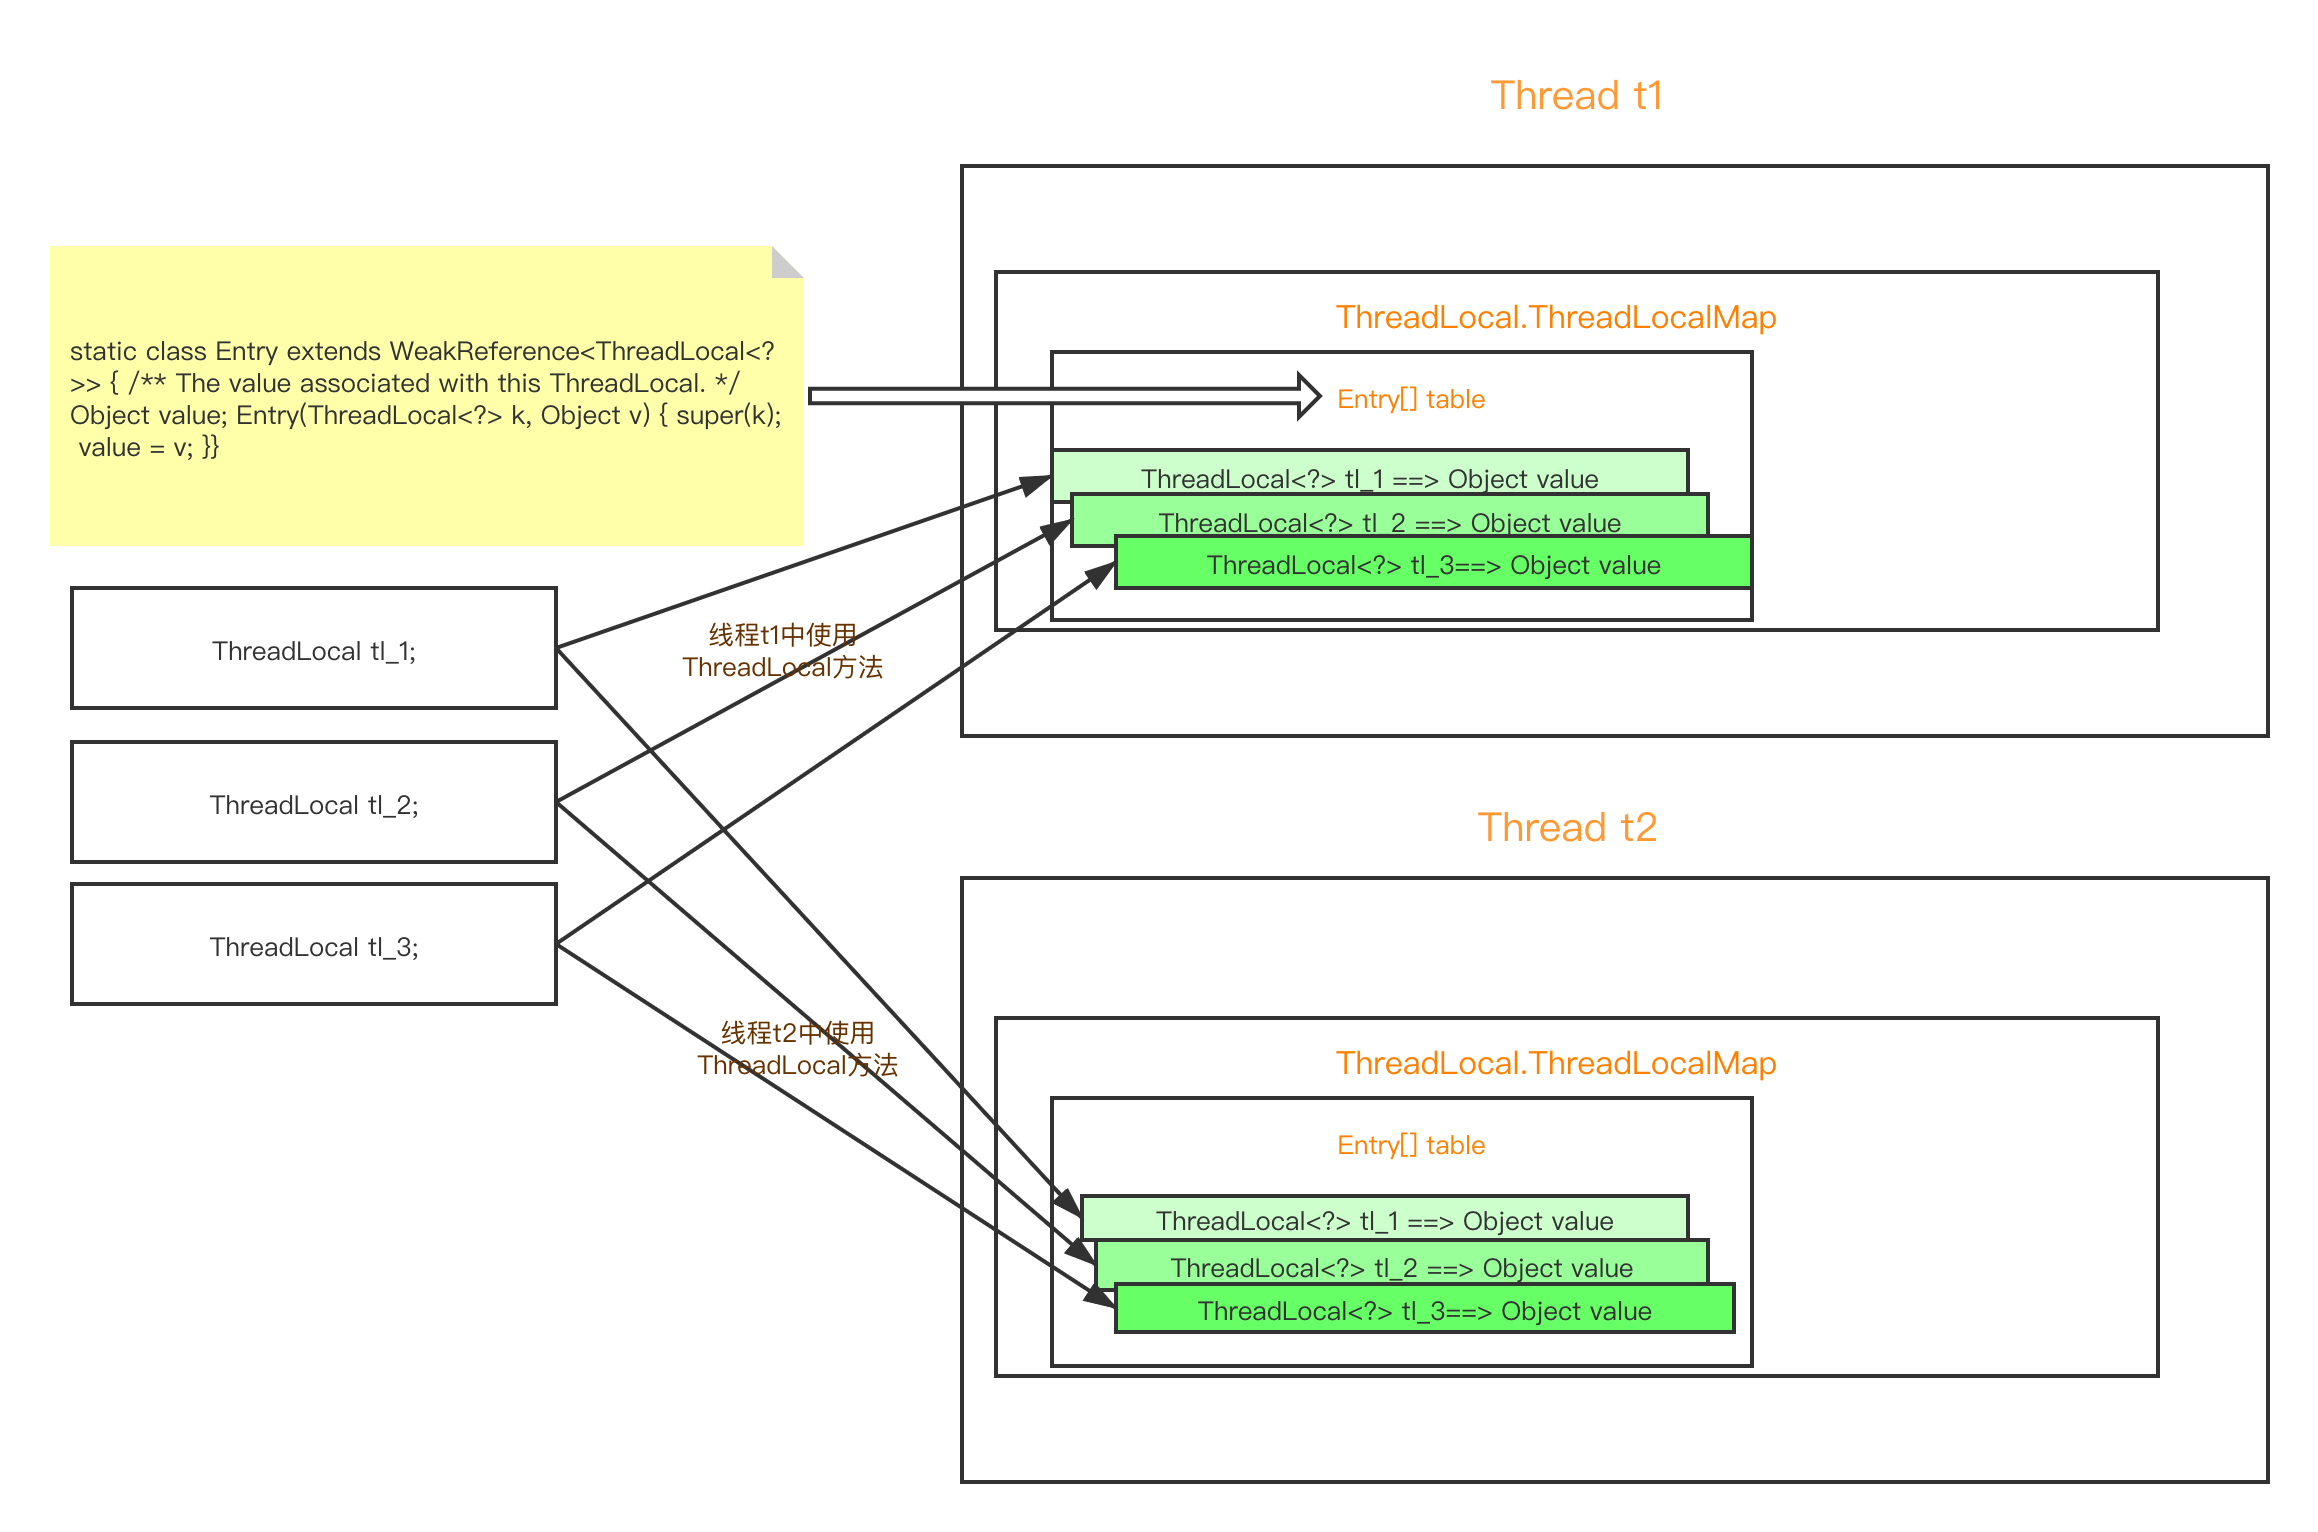 Thread t1
static class Entry extends WeakReference<ThreadLocal<?
>> { /** The value associated with this ThreadLocal. */
Object value; Entry(ThreadLocal<?> k, Object v) { super(k);
value = v; }}
ThreadLocal.ThreadLocalMap
Entry[] table
ThreadLocal<?> tl_1 ==> Object value
ThreadLocal<?> tl_2 ==> Object value
ThreadLocal<?> tl_3==> Object value
ThreadLocal tl_1;
线程t1中使用
ThreadLocal方法
ThreadLocal tl_2;
ThreadLocal tl_3;
Thread t2
线程t2中使用
ThreadLocal方法
ThreadLocal.ThreadLocalMap
Entry[] table
ThreadLocal<?> tl_1 ==> Object value
ThreadLocal<?> tl_2 ==> Object value
ThreadLocal<?> tl_3==> Object value